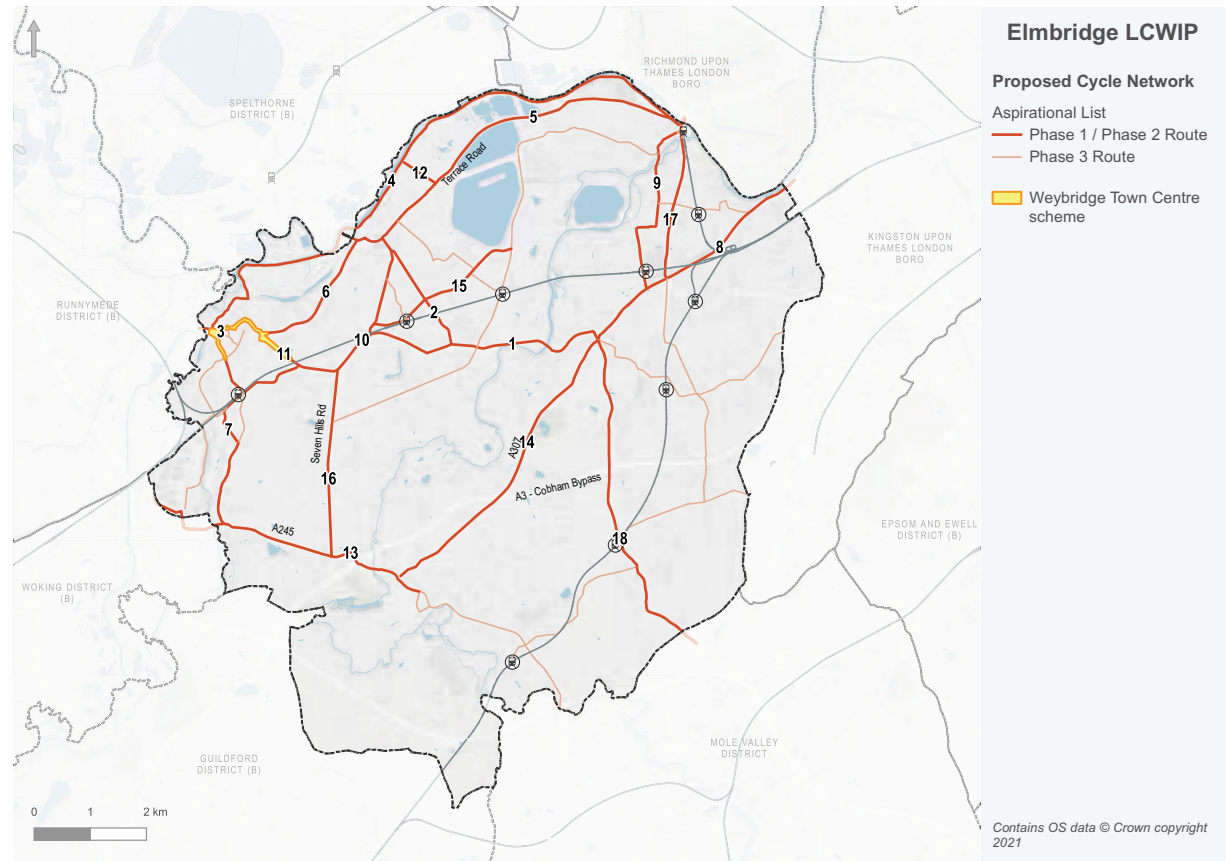 Elmbridge LCWIP
Proposed Cycle Network
Aspirational List
Phase 1 / Phase 2 Route
Phase 3 Route
Weybridge Town Centre
scheme
RICHMOND UPON
THAMES LONDON
BORO
SPELTHORNE
DISTRICT (B)
5
Terrace Road
12
4
9
17
8
KINGSTON UPON
THAMES LONDON
BORO
RUNNYMEDE
DISTRICT (B)
6
15
2
3
10
1
11
7
Seven Hills Rd
14
A307
16
A3 - Cobham Bypass
A245
13
18
EPSOM AND EWELL
DISTRICT (B)
WOKING DISTRICT
(B)
GUILDFORD
DISTRICT (B)
MOLE VALLEY
DISTRICT
0 1 2 km
Contains OS data © Crown copyright
2021